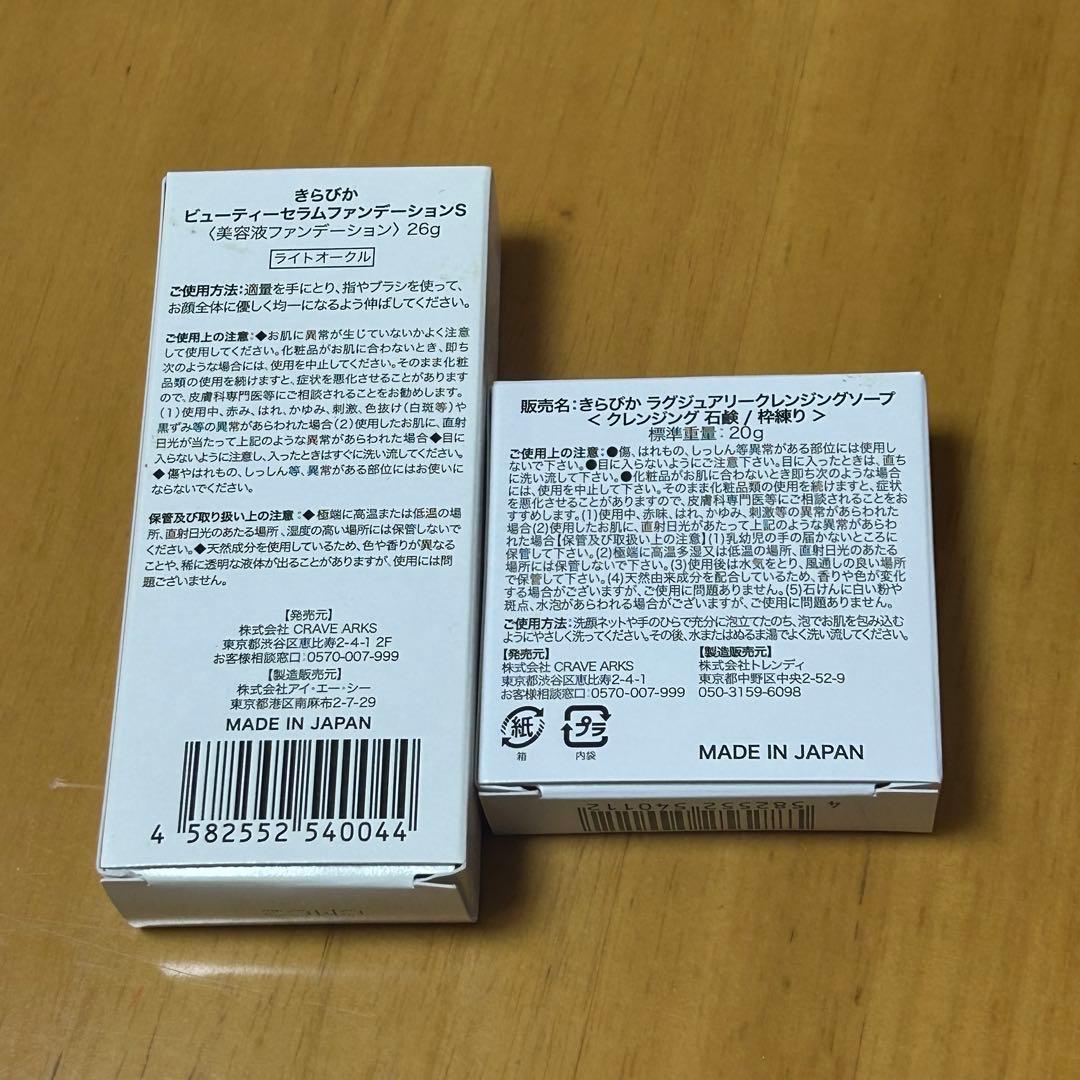 きらびか
ビューティーセラムファンデーションS
〈美容液ファンデーション〉26g
ライトオークル
ご使用方法:適量を手にとり、指やブラシを使って、
お顔全体に優しく均一になるよう伸ばしてください。
ご使用上の注意:◆お肌に異常が生じていないかよく注意
して使用してください。化粧品がお肌に合わないとき、即ち
次のような場合には、使用を中止してください。そのまま化粧
品類の使用を続けますと、症状を悪化させることがあります
ので、皮膚科専門医等にご相談されることをお勧めします。
(1)使用中、赤み、はれ、かゆみ、刺激、色抜け(白斑等)や
黒ずみ等の異常があらわれた場合(2)使用したお肌に、直射
日光が当たって上記のような異常があらわれた場合◆目に
入らないように注意し、入ったときはすぐに洗い流してください。
◆傷やはれもの、しっしん等、異常がある部位にはお使いに
ならないでください。
保管及び取り扱い上の注意:◆極端に高温または低温の場
所、直射日光のあたる場所、湿度の高い場所には保管しないで
ください。◆天然成分を使用しているため、色や香りが異なる
ことや、稀に透明な液体が出ることがありますが、使用には問
題ございません。
【発売元】
株式会社 CRAVE ARKS
東京都渋谷区恵比寿2-4-1 2F
お客様相談窓口:0570-007-999
【製造販売元】
株式会社アイ・エー・シー
東京都港区南麻布2-7-29
MADE IN JAPAN
4 582552 540044
販売名:きらびか ラグジュアリークレンジングソープ
< クレンジング 石鹸 / 枠練り >
標準重量:20g
ご使用上の注意:●傷、はれもの、しっしん等異常がある部位には使用し
ないで下さい。●目に入らないようにご注意下さい。目に入ったときは、直ち
に洗い流して下さい。●化粧品がお肌に合わないとき即ち次のような場合
には、使用を中止して下さい。そのまま化粧品類の使用を続けますと、症状
を悪化させることがありますので、皮膚科専門医等にご相談されることをお
すすめします。(1)使用中、赤味、はれ、かゆみ、刺激等の異常があらわれた
場合(2)使用したお肌に、直射日光があたって上記のような異常があらわ
れた場合【保管及び取扱い上の注意】(1)乳幼児の手の届かないところに
保管して下さい。(2)極端に高温多湿又は低温の場所、直射日光のあたる
場所には保管しないで下さい。(3)使用後は水気をとり、風通しの良い場所
で保管して下さい。(4)天然由来成分を配合しているため、香りや色が変化
する場合がございますが、ご使用に問題ありません。(5)石けんに白い粉や
斑点、水泡があらわれる場合がございますが、ご使用に問題ありません。
ご使用方法:洗顔ネットや手のひらで充分に泡立てたのち、泡でお肌を包み込む
ようにやさしく洗ってください。その後、水またはぬるま湯でよく洗い流してください。
【発売元】
株式会社 CRAVE ARKS
東京都渋谷区恵比寿2-4-1
お客様相談窓口:0570-007-999
【製造販売元】
株式会社トレンディ
東京都中野区中央2-52-9
050-3159-6098
紙
箱
プラ
内袋
MADE IN JAPAN
4 582552 540112